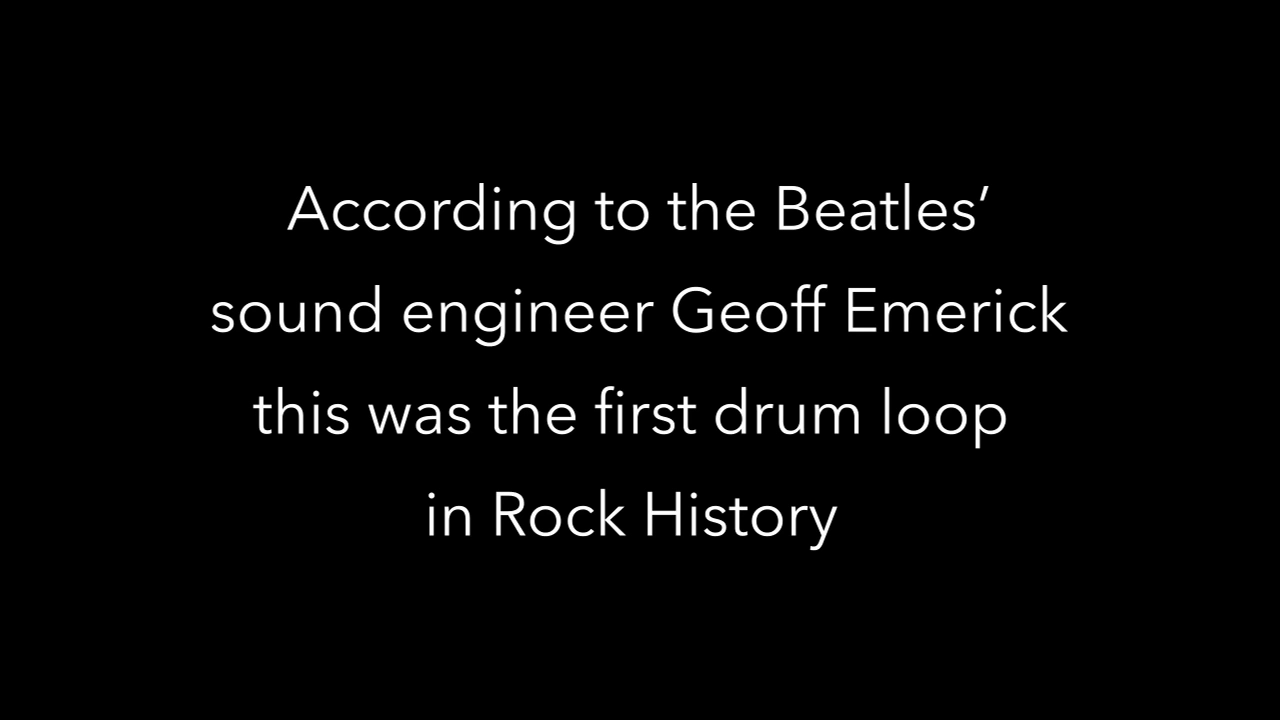 According to the Beatles’
sound engineer Geoff Emerick
this was the first drum loop
in Rock History